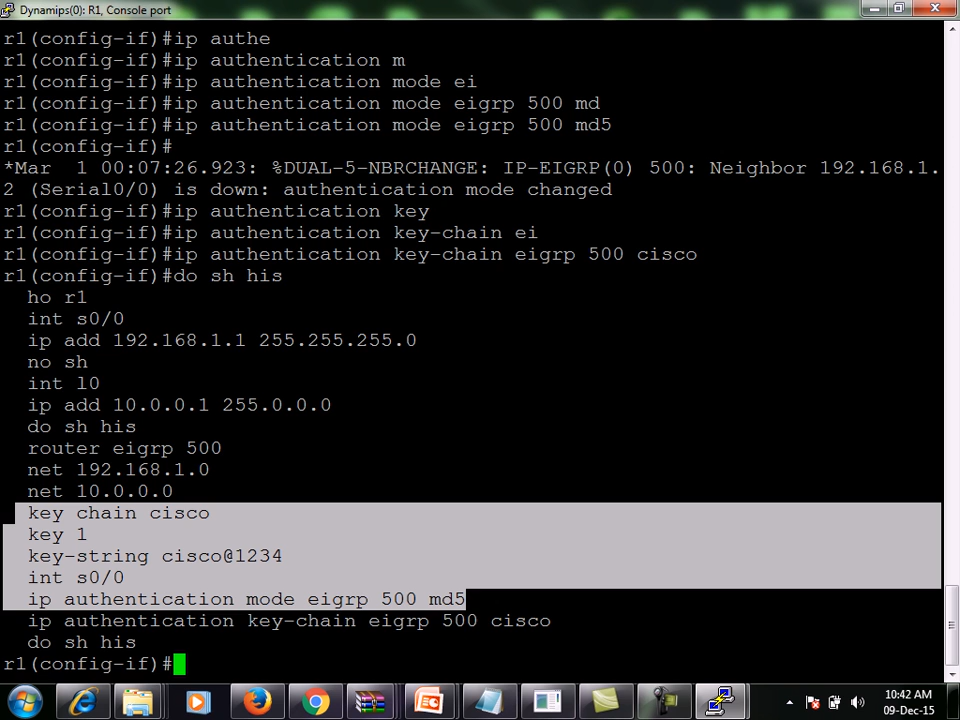 Dynamips(0): R1, Console port
r1(config-if)#ip authe
r1(config-if)#ip authentication m
r1(config-if)#ip authentication mode ei
r1(config-if)#ip authentication mode eigrp 500 md
r1(config-if)#ip authentication mode eigrp 500 md5
r1(config-if)#
*Mar  1 00:07:26.923: %DUAL-5-NBRCHANGE: IP-EIGRP(0) 500: Neighbor 192.168.1.
2 (Serial0/0) is down: authentication mode changed
r1(config-if)#ip authentication key
r1(config-if)#ip authentication key-chain ei
r1(config-if)#ip authentication key-chain eigrp 500 cisco
r1(config-if)#do sh his
ho r1
int s0/0
ip add 192.168.1.1 255.255.255.0
no sh
int l0
ip add 10.0.0.1 255.0.0.0
do sh his
router eigrp 500
net 192.168.1.0
net 10.0.0.0
key chain cisco
key 1
key-string cisco@1234
int s0/0
ip authentication mode eigrp 500 md5
ip authentication key-chain eigrp 500 cisco
do sh his
r1(config-if)#
10:42 AM
09-Dec-15